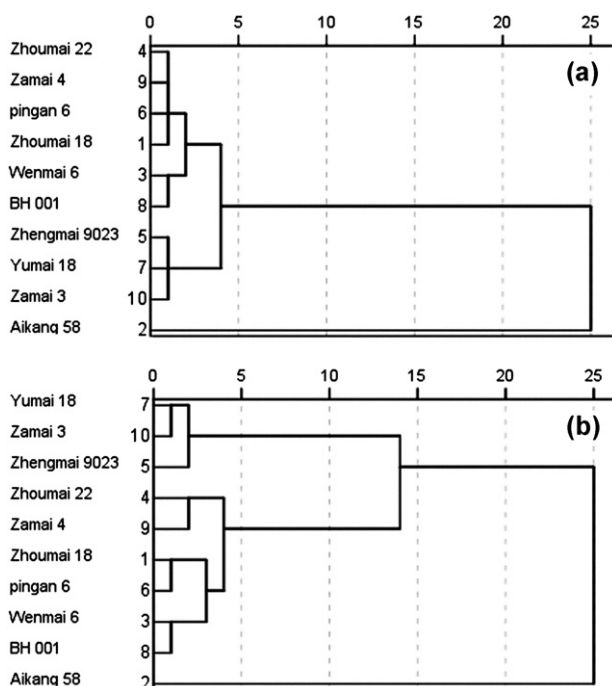 0 5 10 15 20 25
(a)
Zhoumai 22 4
Zamai 4 9
pingan 6 6
Zhoumai 18 1
Wenmai 6 3
BH 001 8
Zhengmai 9023 5
Yumai 18 7
Zamai 3 10
Aikang 58 2
0 5 10 15 20 25
(b)
Yumai 18 7
Zamai 3 10
Zhengmai 9023 5
Zhoumai 22 4
Zamai 4 9
Zhoumai 18 1
pingan 6 6
Wenmai 6 3
BH 001 8
Aikang 58 2